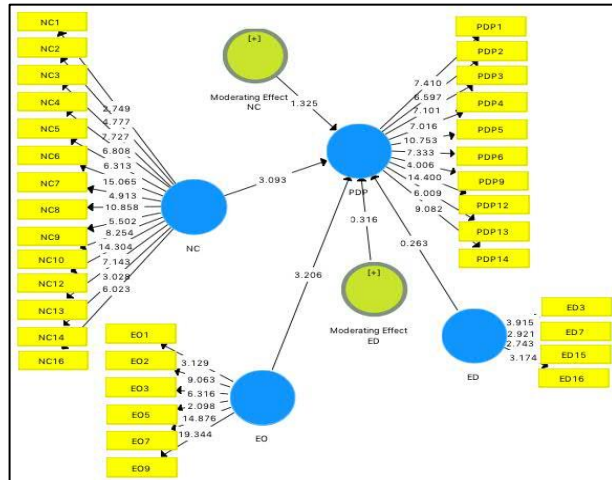 NC1
NC2
NC3
NC4
NC5
NC6
NC7
NC8
NC9
NC10
NC12
NC13
NC14
NC16
2.749
4.777
7.727
6.808
6.313
15.065
4.913
10.858
5.502
8.254
14.304
7.143
3.028
6.023
NC
[+]
Moderating Effect
NC
1.325
3.093
PDP
7.410
6.597
7.101
7.016
10.753
7.333
4.006
14.400
6.009
9.082
PDP1
PDP2
PDP3
PDP4
PDP5
PDP6
PDP9
PDP12
PDP13
PDP14
3.206
0.316
0.263
[+]
Moderating Effect
ED
EO1
EO2
EO3
EO5
EO7
EO9
3.129
9.063
6.316
2.098
14.876
19.344
EO
ED
3.915
2.921
2.743
3.174
ED3
ED7
ED15
ED16